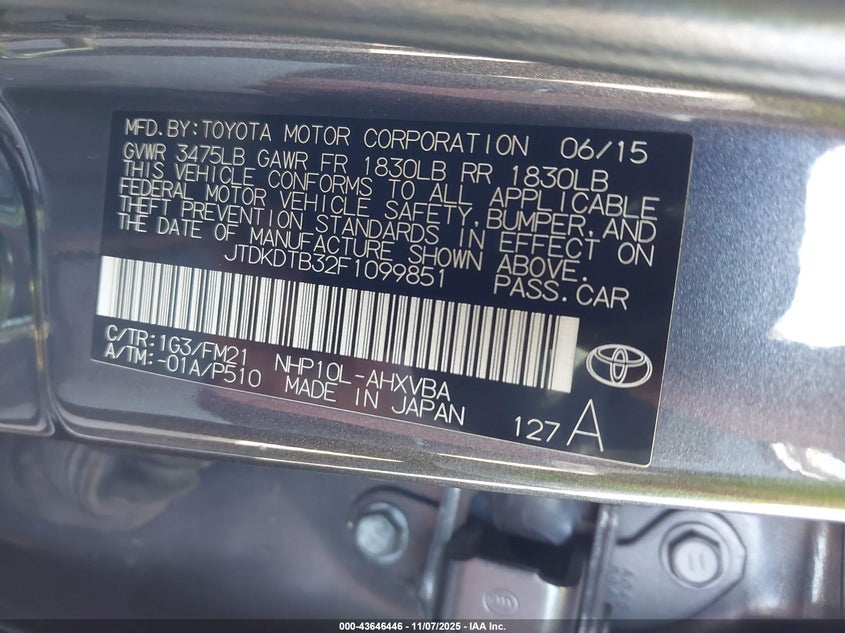 MFD.BY:TOYOTA MOTOR CORPORATION 06/15
GVWR 3475LB GAWR FR 1830LB RR 1830LB
THIS VEHICLE CONFORMS TO ALL APPLICABLE
FEDERAL MOTOR VEHICLE SAFETY,BUMPER,AND
THEFT PREVENTION STANDARDS IN EFFECT ON
THE DATE OF MANUFACTURE SHOWN ABOVE.
JTDKDTB32F1099851 PASS.CAR
C/TR:1G3/FM21 NHP10L-AHXVBA
A/TM:-01A/P510 MADE IN JAPAN
127 A
000-43646446 - 11/07/2025 - IAA Inc.